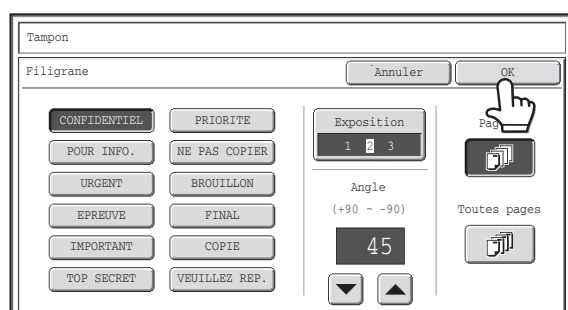 Tampon
Filigrane
Annuler
OK
CONFIDENTIEL
PRIORITE
POUR INFO.
NE PAS COPIER
URGENT
BROUILLON
EPREUVE
FINAL
IMPORTANT
COPIE
TOP SECRET
VEUILLEZ REP.
Exposition
1 2 3
Angle
(+90 ~ -90)
45
Toutes pages